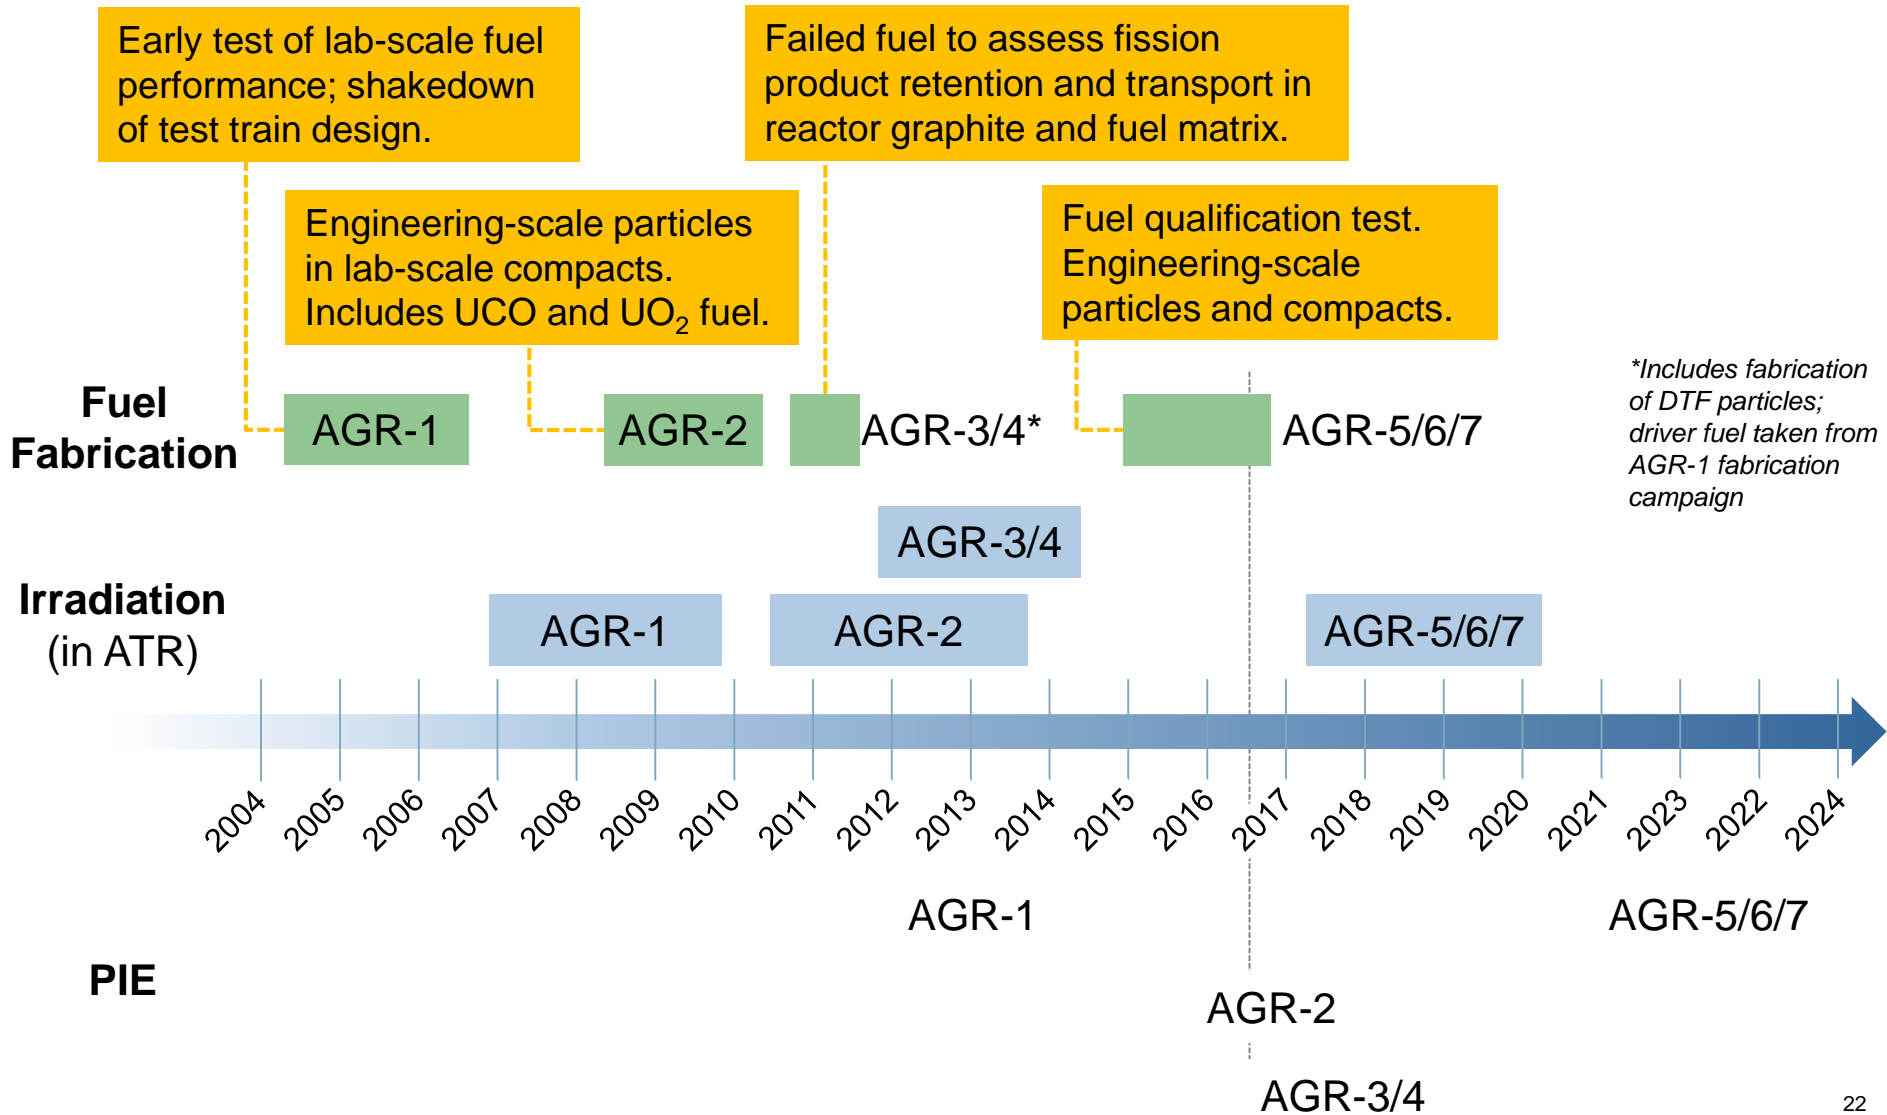 Early test of lab-scale fuel
performance; shakedown
of test train design.
Failed fuel to assess fission
product retention and transport in
reactor graphite and fuel matrix.
Engineering-scale particles
in lab-scale compacts.
Includes UCO and UO₂ fuel.
Fuel qualification test.
Engineering-scale
particles and compacts.
*Includes fabrication
of DTF particles;
driver fuel taken from
AGR-1 fabrication
campaign
Fuel
Fabrication
AGR-1
AGR-2
AGR-3/4*
AGR-5/6/7
Irradiation
(in ATR)
AGR-3/4
AGR-1
AGR-2
AGR-5/6/7
2004
2005
2006
2007
2008
2009
2010
2011
2012
2013
2014
2015
2016
2017
2018
2019
2020
2021
2023
2022
2024
PIE
AGR-1
AGR-5/6/7
AGR-2
AGR-3/4
22